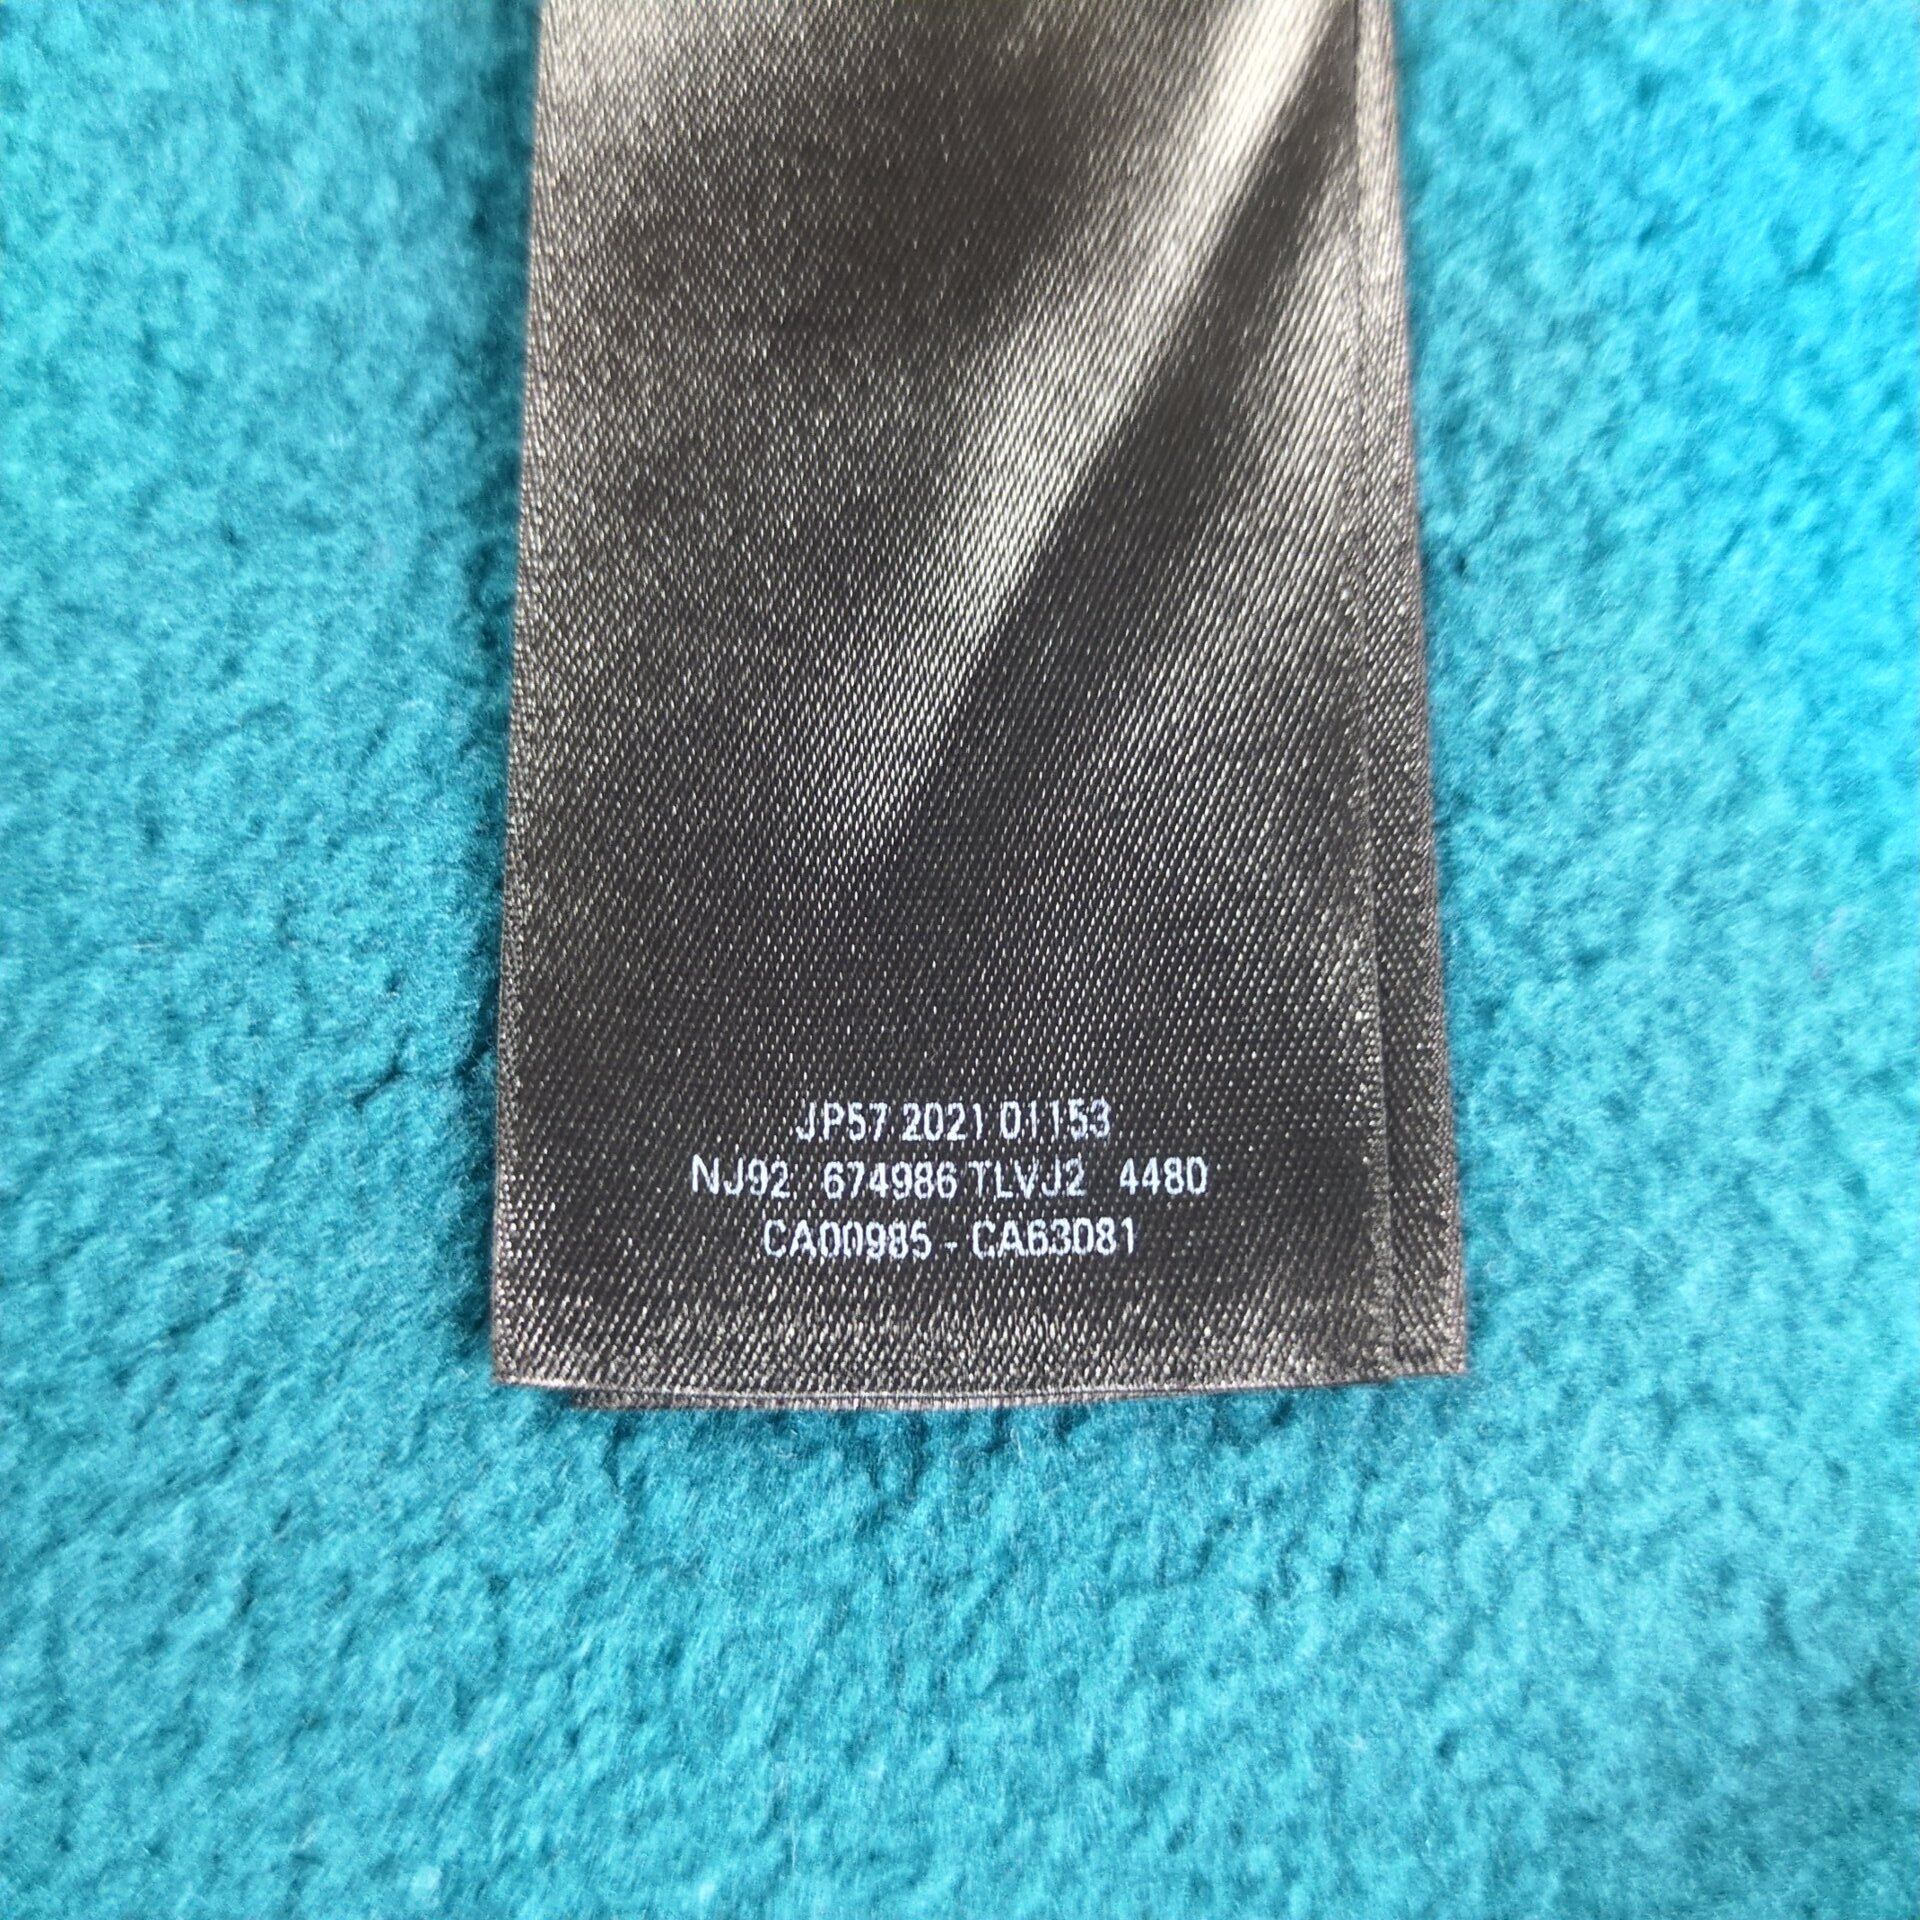 JP57 2021 01153
NJ92 674986 TLVJ2 4480
CA00985 - CA63081